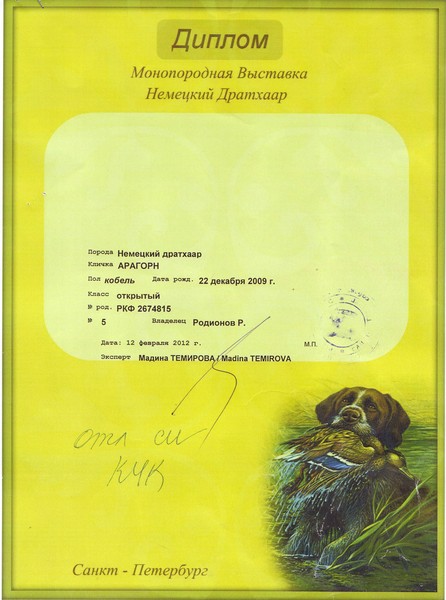 Диплом
Монопородная Выставка
Немецкий Дратхаар
Порода Немецкий дратхаар
Кличка АРАГОРН
Пол кобель Дата рожд. 22 декабря 2009 г.
Класс открытый
№ род. РКФ 2674815
№ 5 Владелец Родионов Р.
Дата: 12 февраля 2012 г. М.П.
Эксперт Мадина ТЕМИРОВА / Madina TEMIROVA
отл
КЧК
Санкт - Петербург